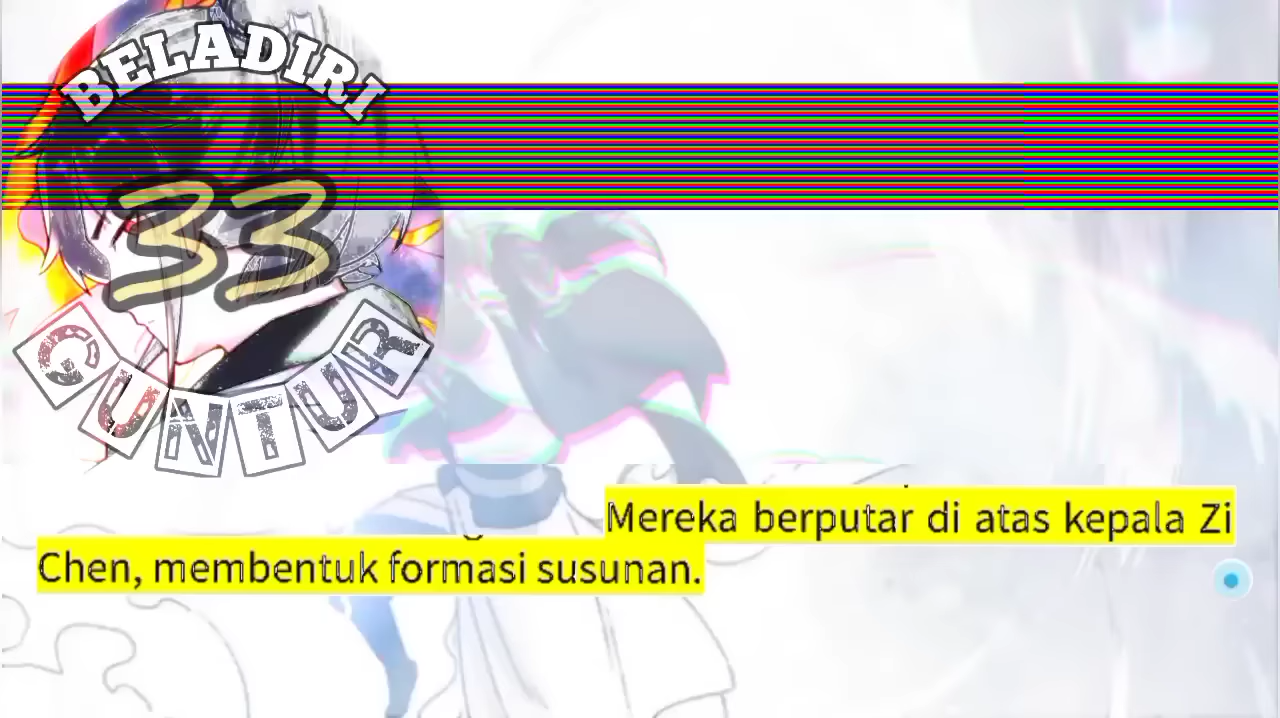 BELADIRI
33
GUNTUR
Mereka berputar di atas kepala Zi
Chen, membentuk formasi susunan.